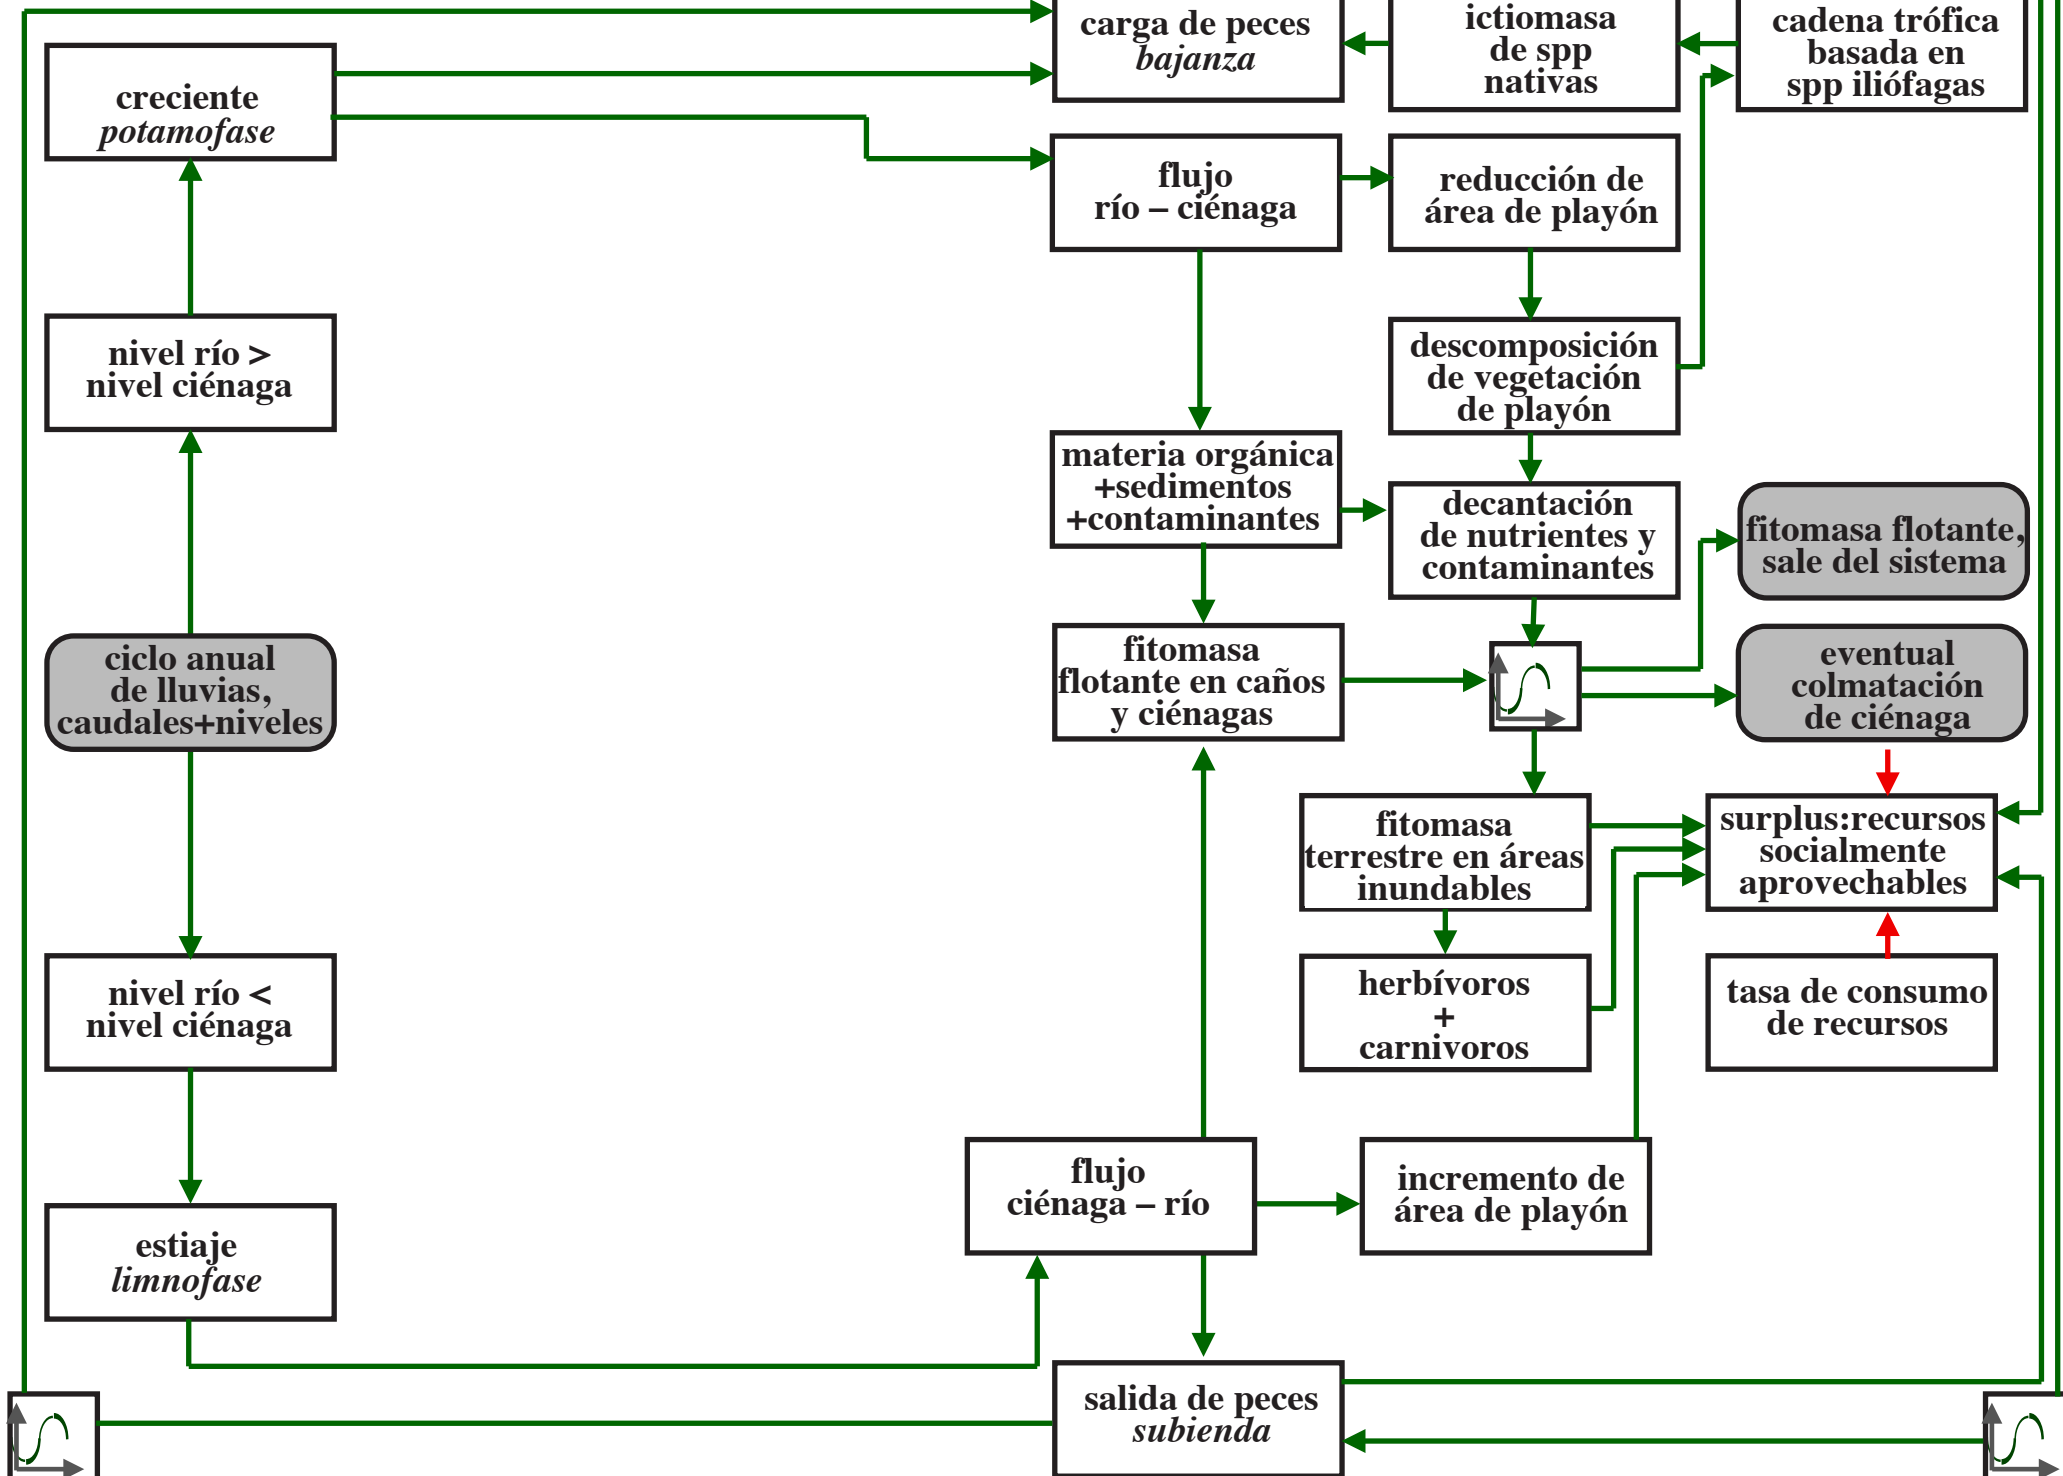 carga de peces
bajanza
ictiomasa
de spp
nativas
cadena trófica
basada en
spp iliófagas
creciente
potamofase
flujo
río – ciénaga
reducción de
área de playón
nivel río >
nivel ciénaga
descomposición
de vegetación
de playón
materia orgánica
+sedimentos
+contaminantes
decantación
de nutrientes y
contaminantes
fitomasa flotante,
sale del sistema
ciclo anual
de lluvias,
caudales+niveles
fitomasa
flotante en caños
y ciénagas
eventual
colmatación
de ciénaga
fitomasa
terrestre en áreas
inundables
surplus:recursos
socialmente
aprovechables
nivel río <
nivel ciénaga
herbívoros
+
carnivoros
tasa de consumo
de recursos
flujo
ciénaga – río
incremento de
área de playón
estiaje
limnofase
salida de peces
subienda